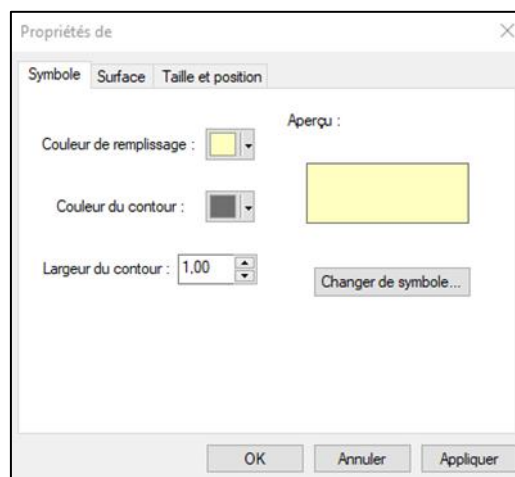 Propriétés de
Symbole Surface Taille et position
Aperçu :
Couleur de remplissage :
Couleur du contour :
Largeur du contour : 1,00
Changer de symbole...
OK Annuler Appliquer